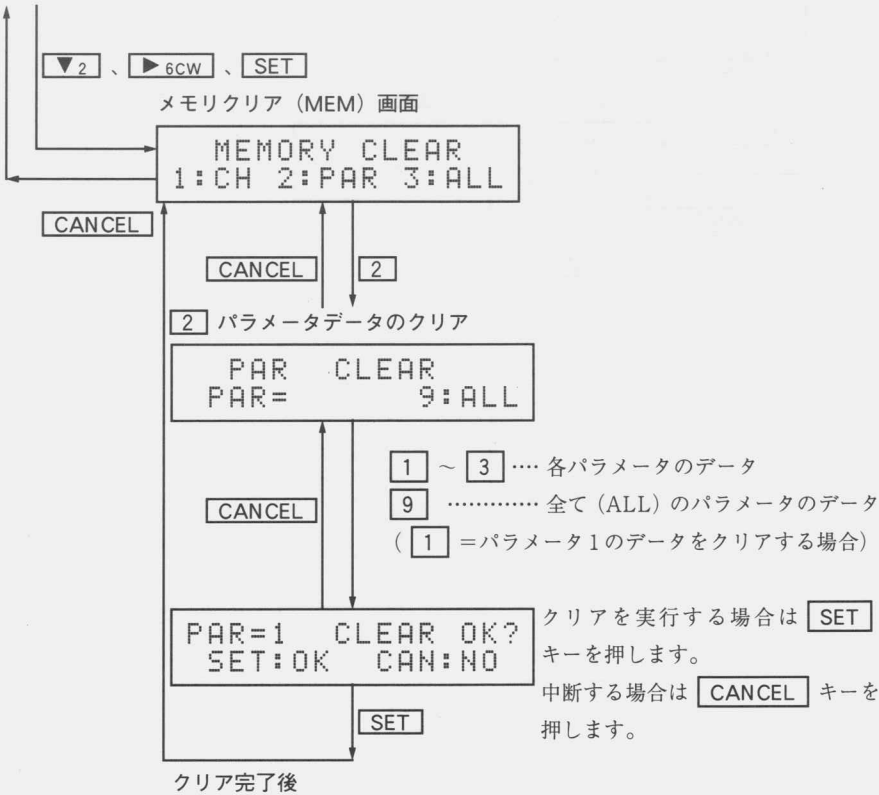 ▼2 、 ▶6CW 、 SET
メモリクリア（MEM）画面
MEMORY CLEAR
1:CH 2:PAR 3:ALL
CANCEL
CANCEL 2
2 パラメータデータのクリア
PAR CLEAR
PAR= 9:ALL
1 ～ 3 ‥‥ 各パラメータのデータ
CANCEL
9 ‥‥‥‥‥‥ 全て（ALL）のパラメータのデータ
（ 1 ＝パラメータ1のデータをクリアする場合）
PAR=1 CLEAR OK?
SET:OK CAN:NO
クリアを実行する場合は SET
キーを押します。
中断する場合は CANCEL キーを
押します。
SET
クリア完了後